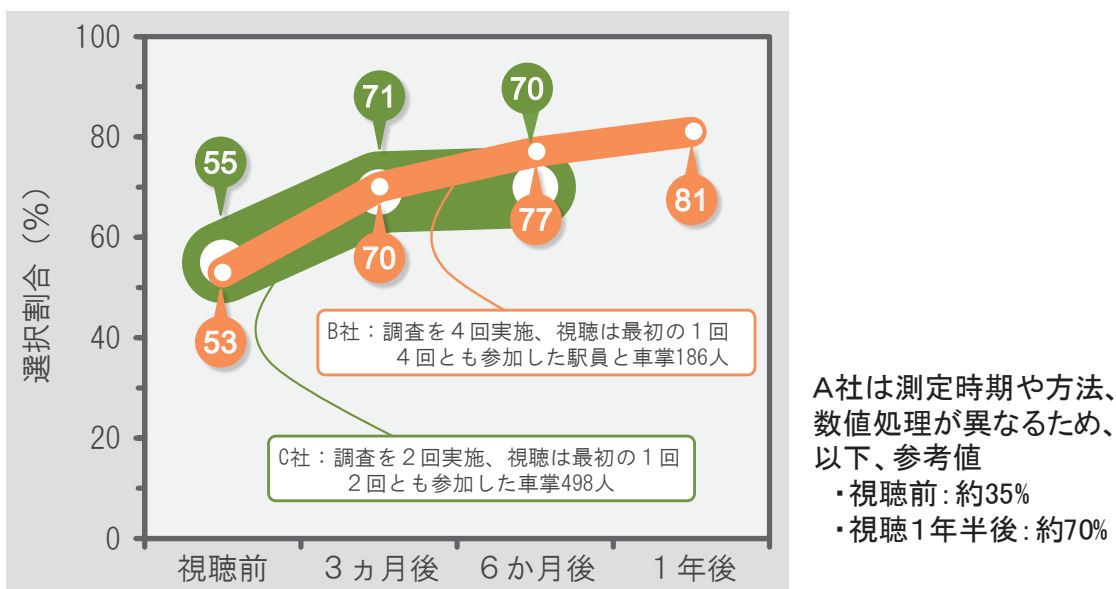 選択割合(%)
100
80
60
40
20
0
55
71
70
53
70
77
81
B社：調査を４回実施、視聴は最初の１回
４回とも参加した駅員と車掌186人
C社：調査を２回実施、視聴は最初の１回
２回とも参加した車掌498人
視聴前
３ヵ月後
６か月後
１年後
A社は測定時期や方法、
数値処理が異なるため、
以下、参考値
・視聴前：約35%
・視聴１年半後：約70%